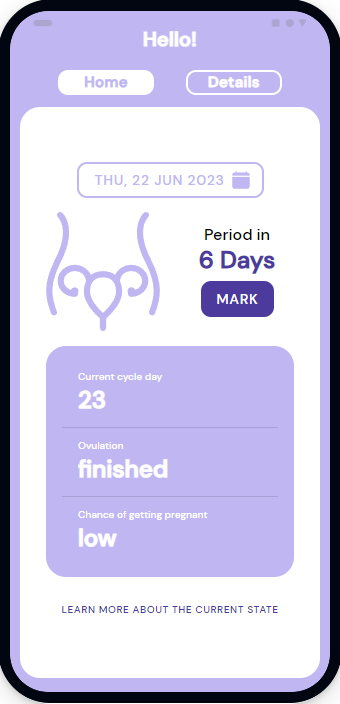 Hello!
Home
Details
THU, 22 JUN 2023
Period in
6 Days
MARK
Current cycle day
23
Ovulation
finished
Chance of getting pregnant
low
LEARN MORE ABOUT THE CURRENT STATE